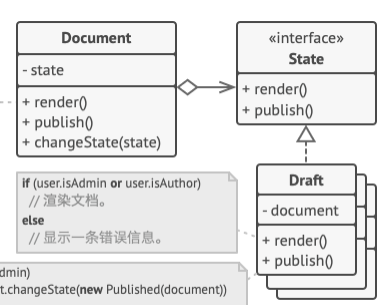 Document
- state
+ render()
+ publish()
+ changeState(state)
«interface»
State
+ render()
+ publish()
if (user.isAdmin or user.isAuthor)
// 渲染文档。
else
// 显示一条错误信息。
Draft
- document
+ render()
+ publish()
dmin)
t.changeState(new Published(document))